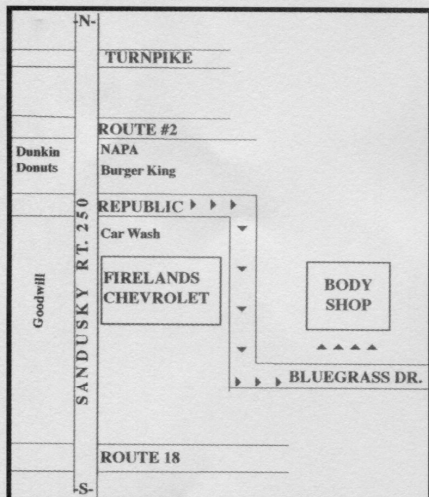 -N-
TURNPIKE
ROUTE #2
Dunkin
Donuts
NAPA
Burger King
REPUBLIC
Car Wash
SANDUSKY RT. 250
Goodwill
FIRELANDS
CHEVROLET
BODY
SHOP
BLUEGRASS DR.
ROUTE 18
-S-